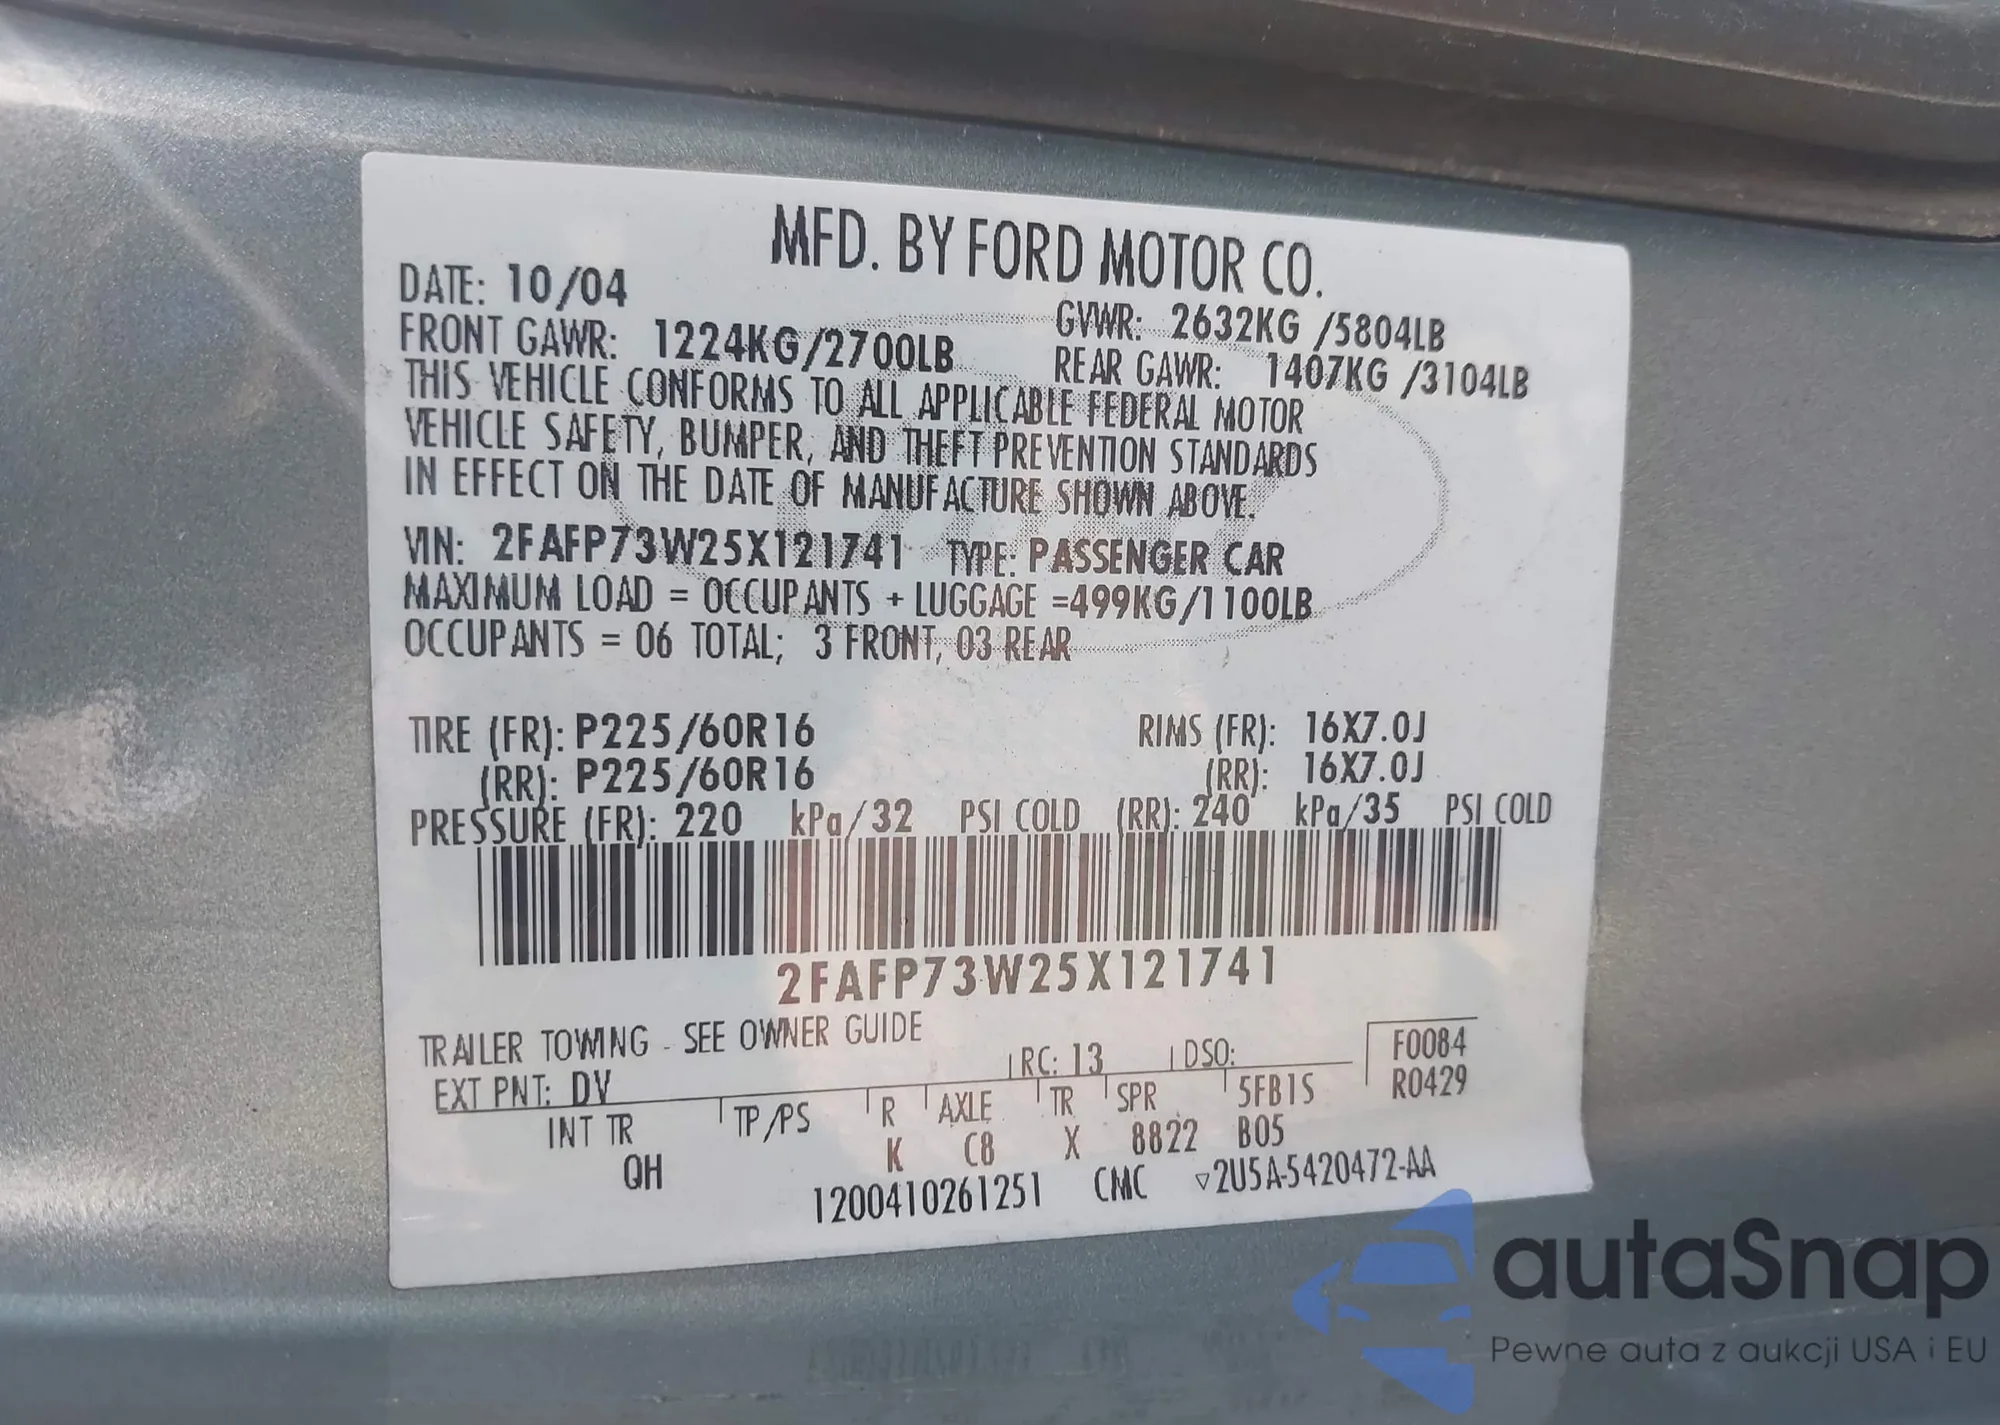 MFD. BY FORD MOTOR CO.
DATE: 10/04
GVWR: 2632KG /5804LB
FRONT GAWR: 1224KG/2700LB
REAR GAWR: 1407KG /3104LB
THIS VEHICLE CONFORMS TO ALL APPLICABLE FEDERAL MOTOR
VEHICLE SAFETY, BUMPER, AND THEFT PREVENTION STANDARDS
IN EFFECT ON THE DATE OF MANUFACTURE SHOWN ABOVE.
VIN: 2FAFP73W25X121741 TYPE: PASSENGER CAR
MAXIMUM LOAD = OCCUPANTS + LUGGAGE =499KG/1100LB
OCCUPANTS = 06 TOTAL; 3 FRONT, 03 REAR
TIRE (FR): P225/60R16 RIMS (FR): 16X7.0J
(RR): P225/60R16 (RR): 16X7.0J
PRESSURE (FR): 220 kPa/32 PSI COLD (RR): 240 kPa/35 PSI COLD
2FAFP73W25X121741
TRAILER TOWING - SEE OWNER GUIDE
EXT PNT: DV RC: 13 DSO: F0084
R0429
INT TR TP/PS R AXLE TR SPR 5FB1S
QH K C8 X 8822 B05
1200410261251 CMC ▽2U5A-5420472-AA
autaSnap
Pewne auta z aukcji USA i EU